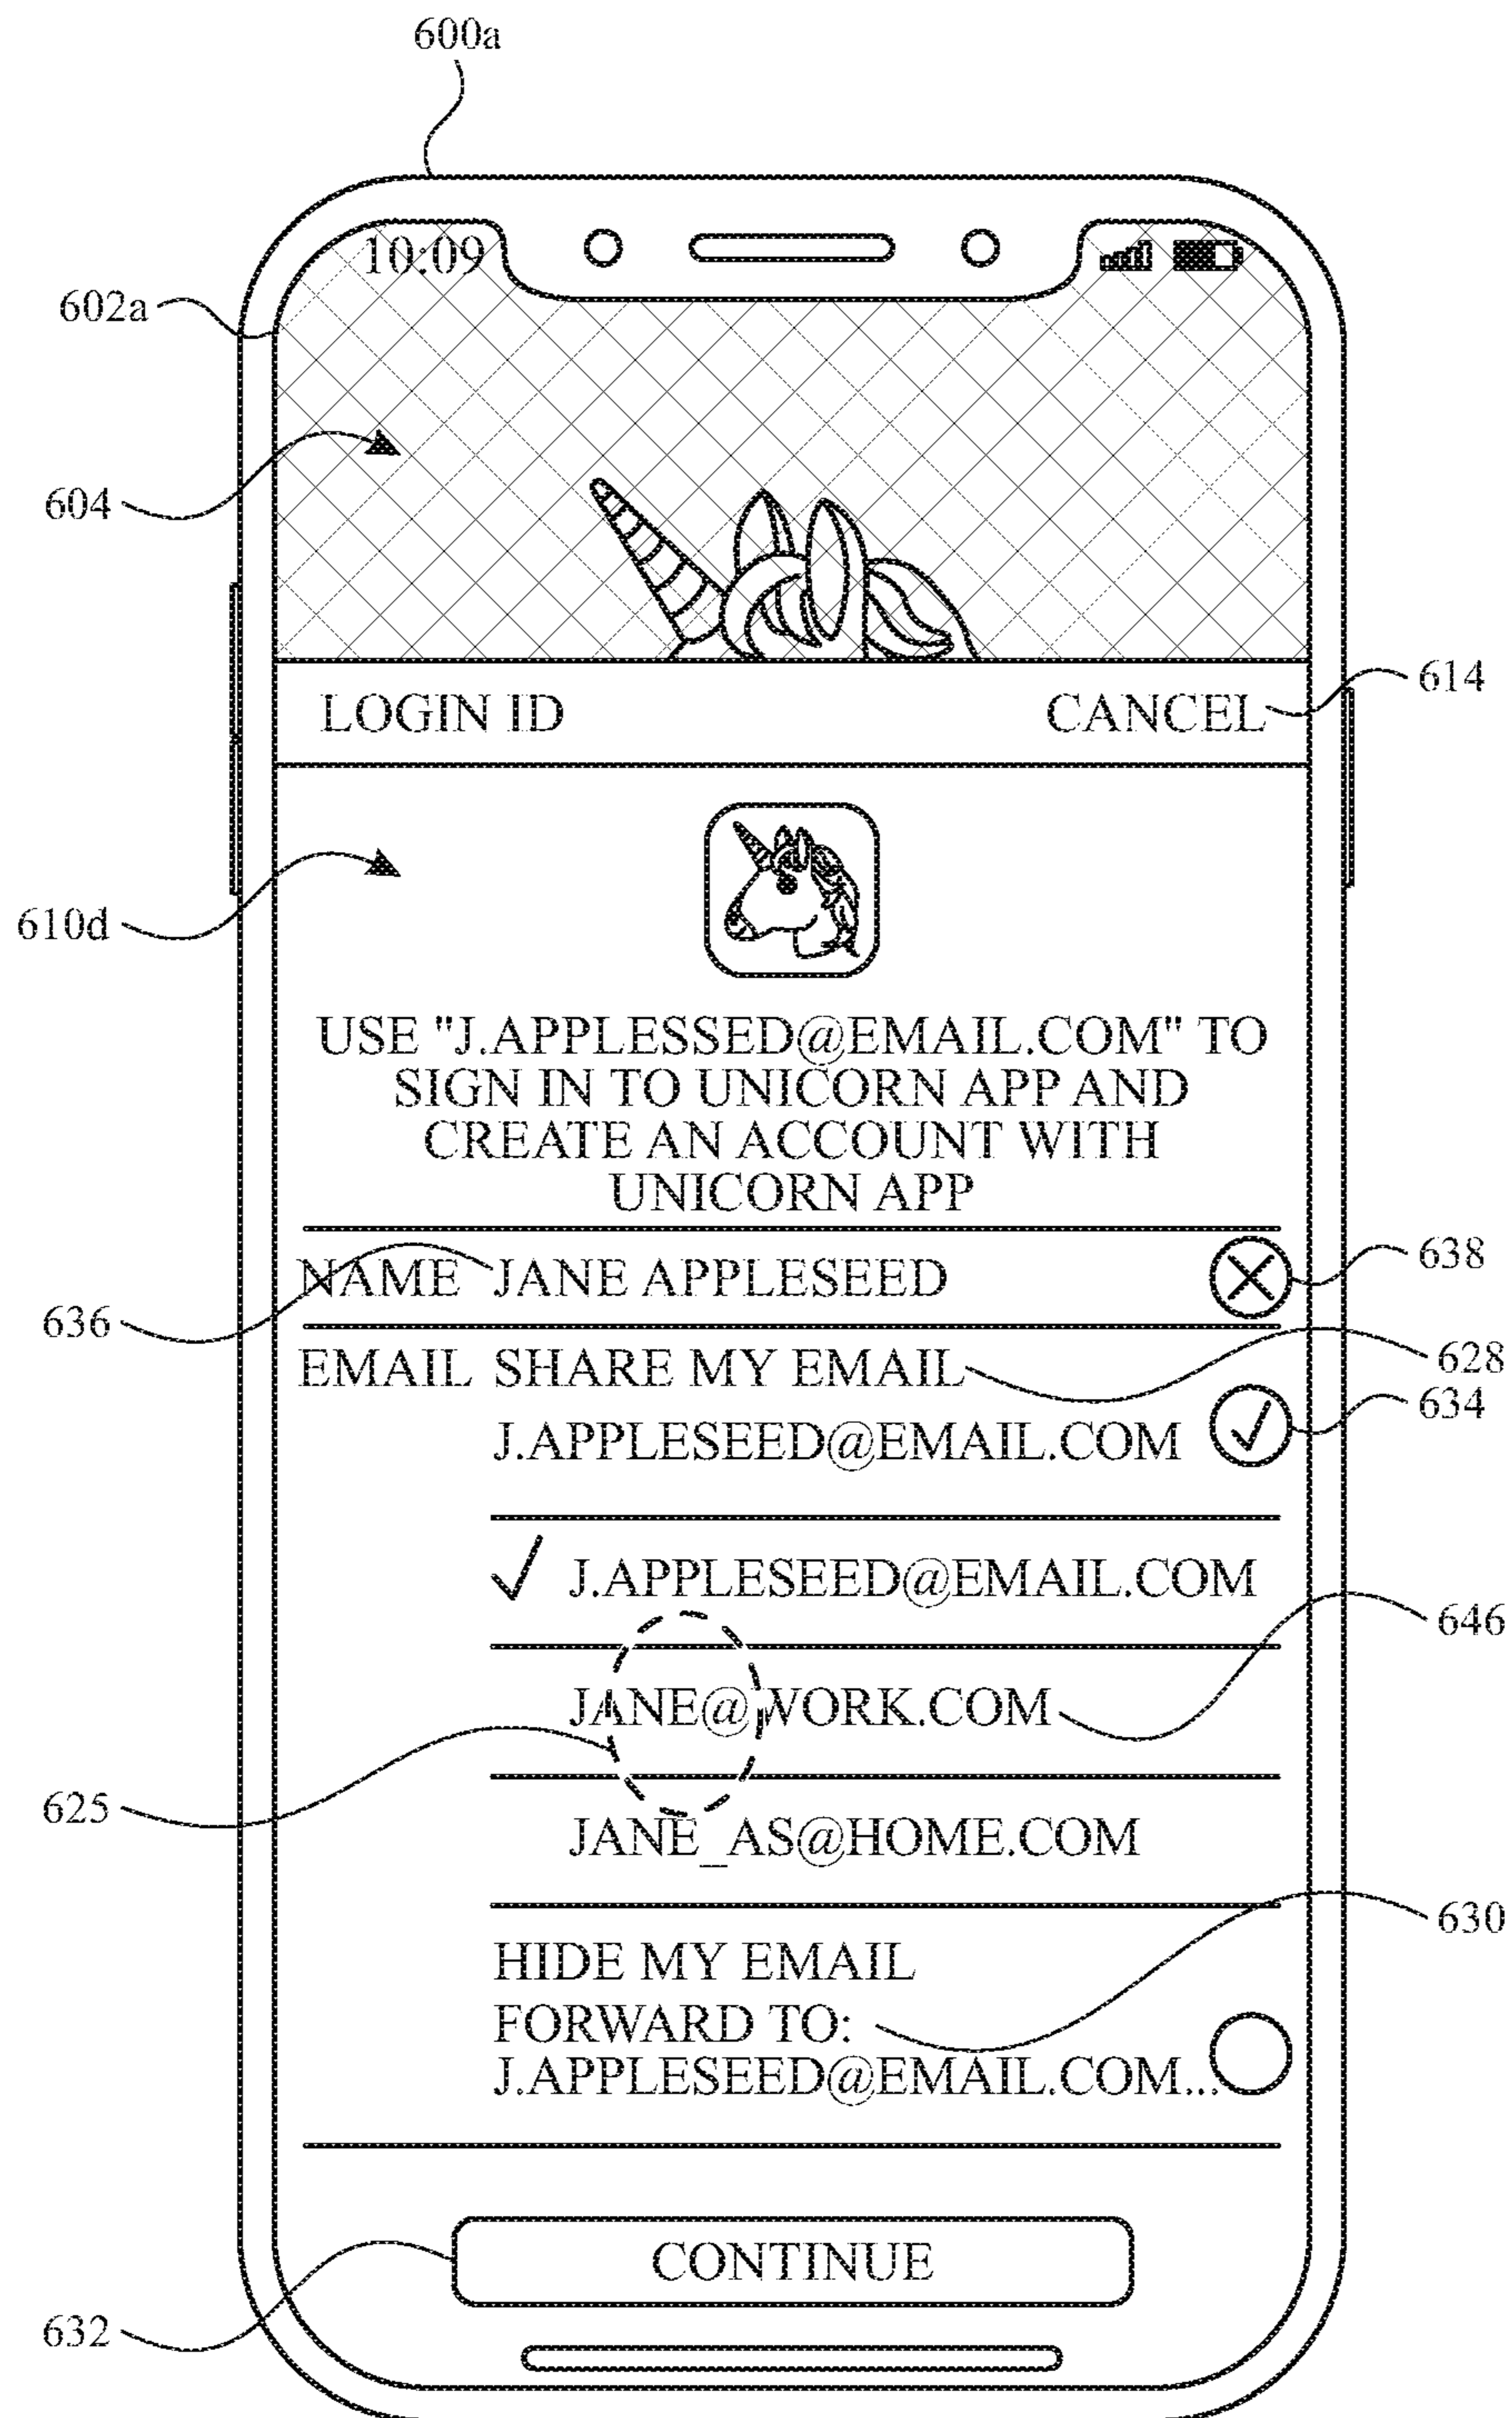 600a
10:09
602a
604
LOGIN ID CANCEL
614
610d
USE "J.APPLESSED@EMAIL.COM" TO
SIGN IN TO UNICORN APP AND
CREATE AN ACCOUNT WITH
UNICORN APP
NAME JANE APPLESEED
638
636
EMAIL SHARE MY EMAIL
628
J.APPLESEED@EMAIL.COM
634
J.APPLESEED@EMAIL.COM
646
JANE@WORK.COM
625
JANE_AS@HOME.COM
630
HIDE MY EMAIL
FORWARD TO:
J.APPLESEED@EMAIL.COM...
CONTINUE
632